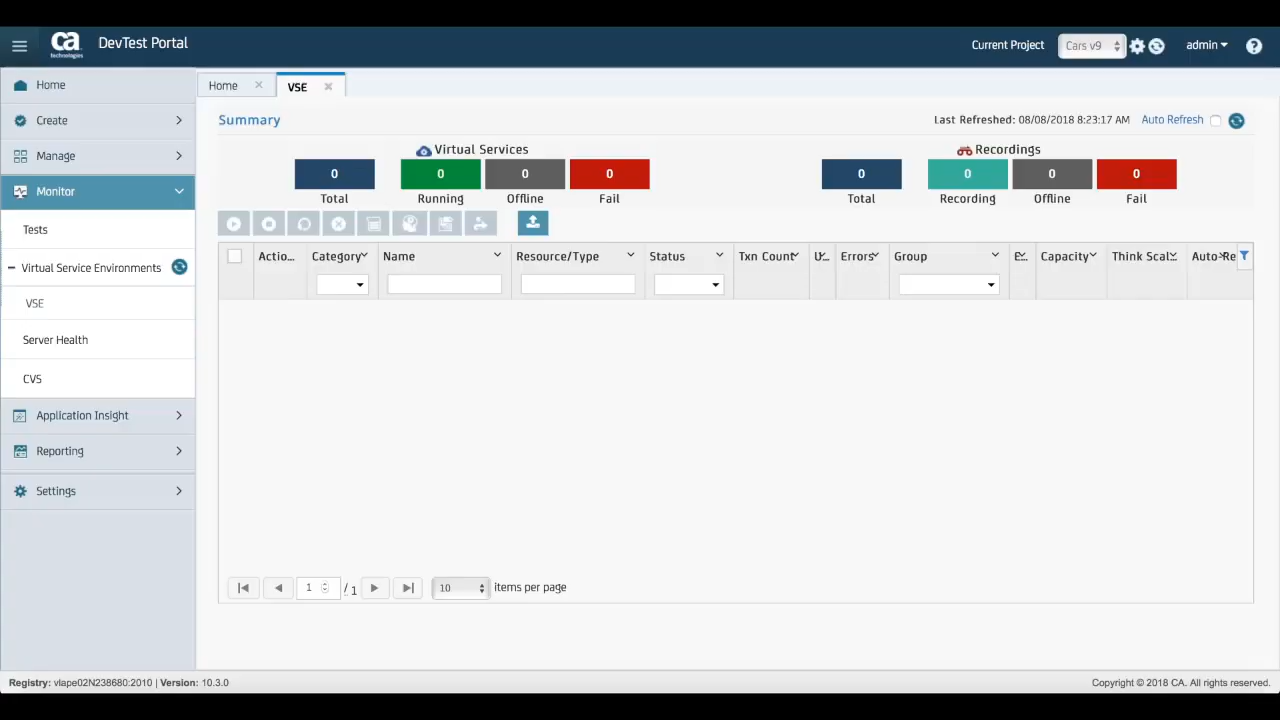 ca
technologies
DevTest Portal
Current Project
Cars v9
admin
Home
Create
Manage
Monitor
Tests
Virtual Service Environments
VSE
Server Health
CVS
Application Insight
Reporting
Settings
Home
VSE
Summary
Last Refreshed: 08/08/2018 8:23:17 AM Auto Refresh
Virtual Services
0 0 0 0
Total Running Offline Fail
Recordings
0 0 0 0
Total Recording Offline Fail
Actio... Category Name Resource/Type Status Txn Count U... Errors Group E... Capacity Think Scal... Auto-Re
1 / 1 10 items per page
Registry: vlape02N238680:2010 | Version: 10.3.0
Copyright © 2018 CA. All rights reserved.